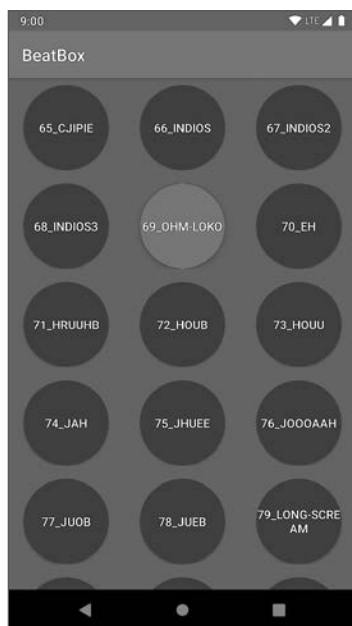 9:00 LTE
BeatBox
65_CJIPIE 66_INDIOS 67_INDIOS2
68_INDIOS3 69_OHM-LOKO 70_EH
71_HRUUHB 72_HOUB 73_HOUU
74_JAH 75_JHUEE 76_JOOOAAH
77_JUOB 78_JUEB 79_LONG-SCRE
AM